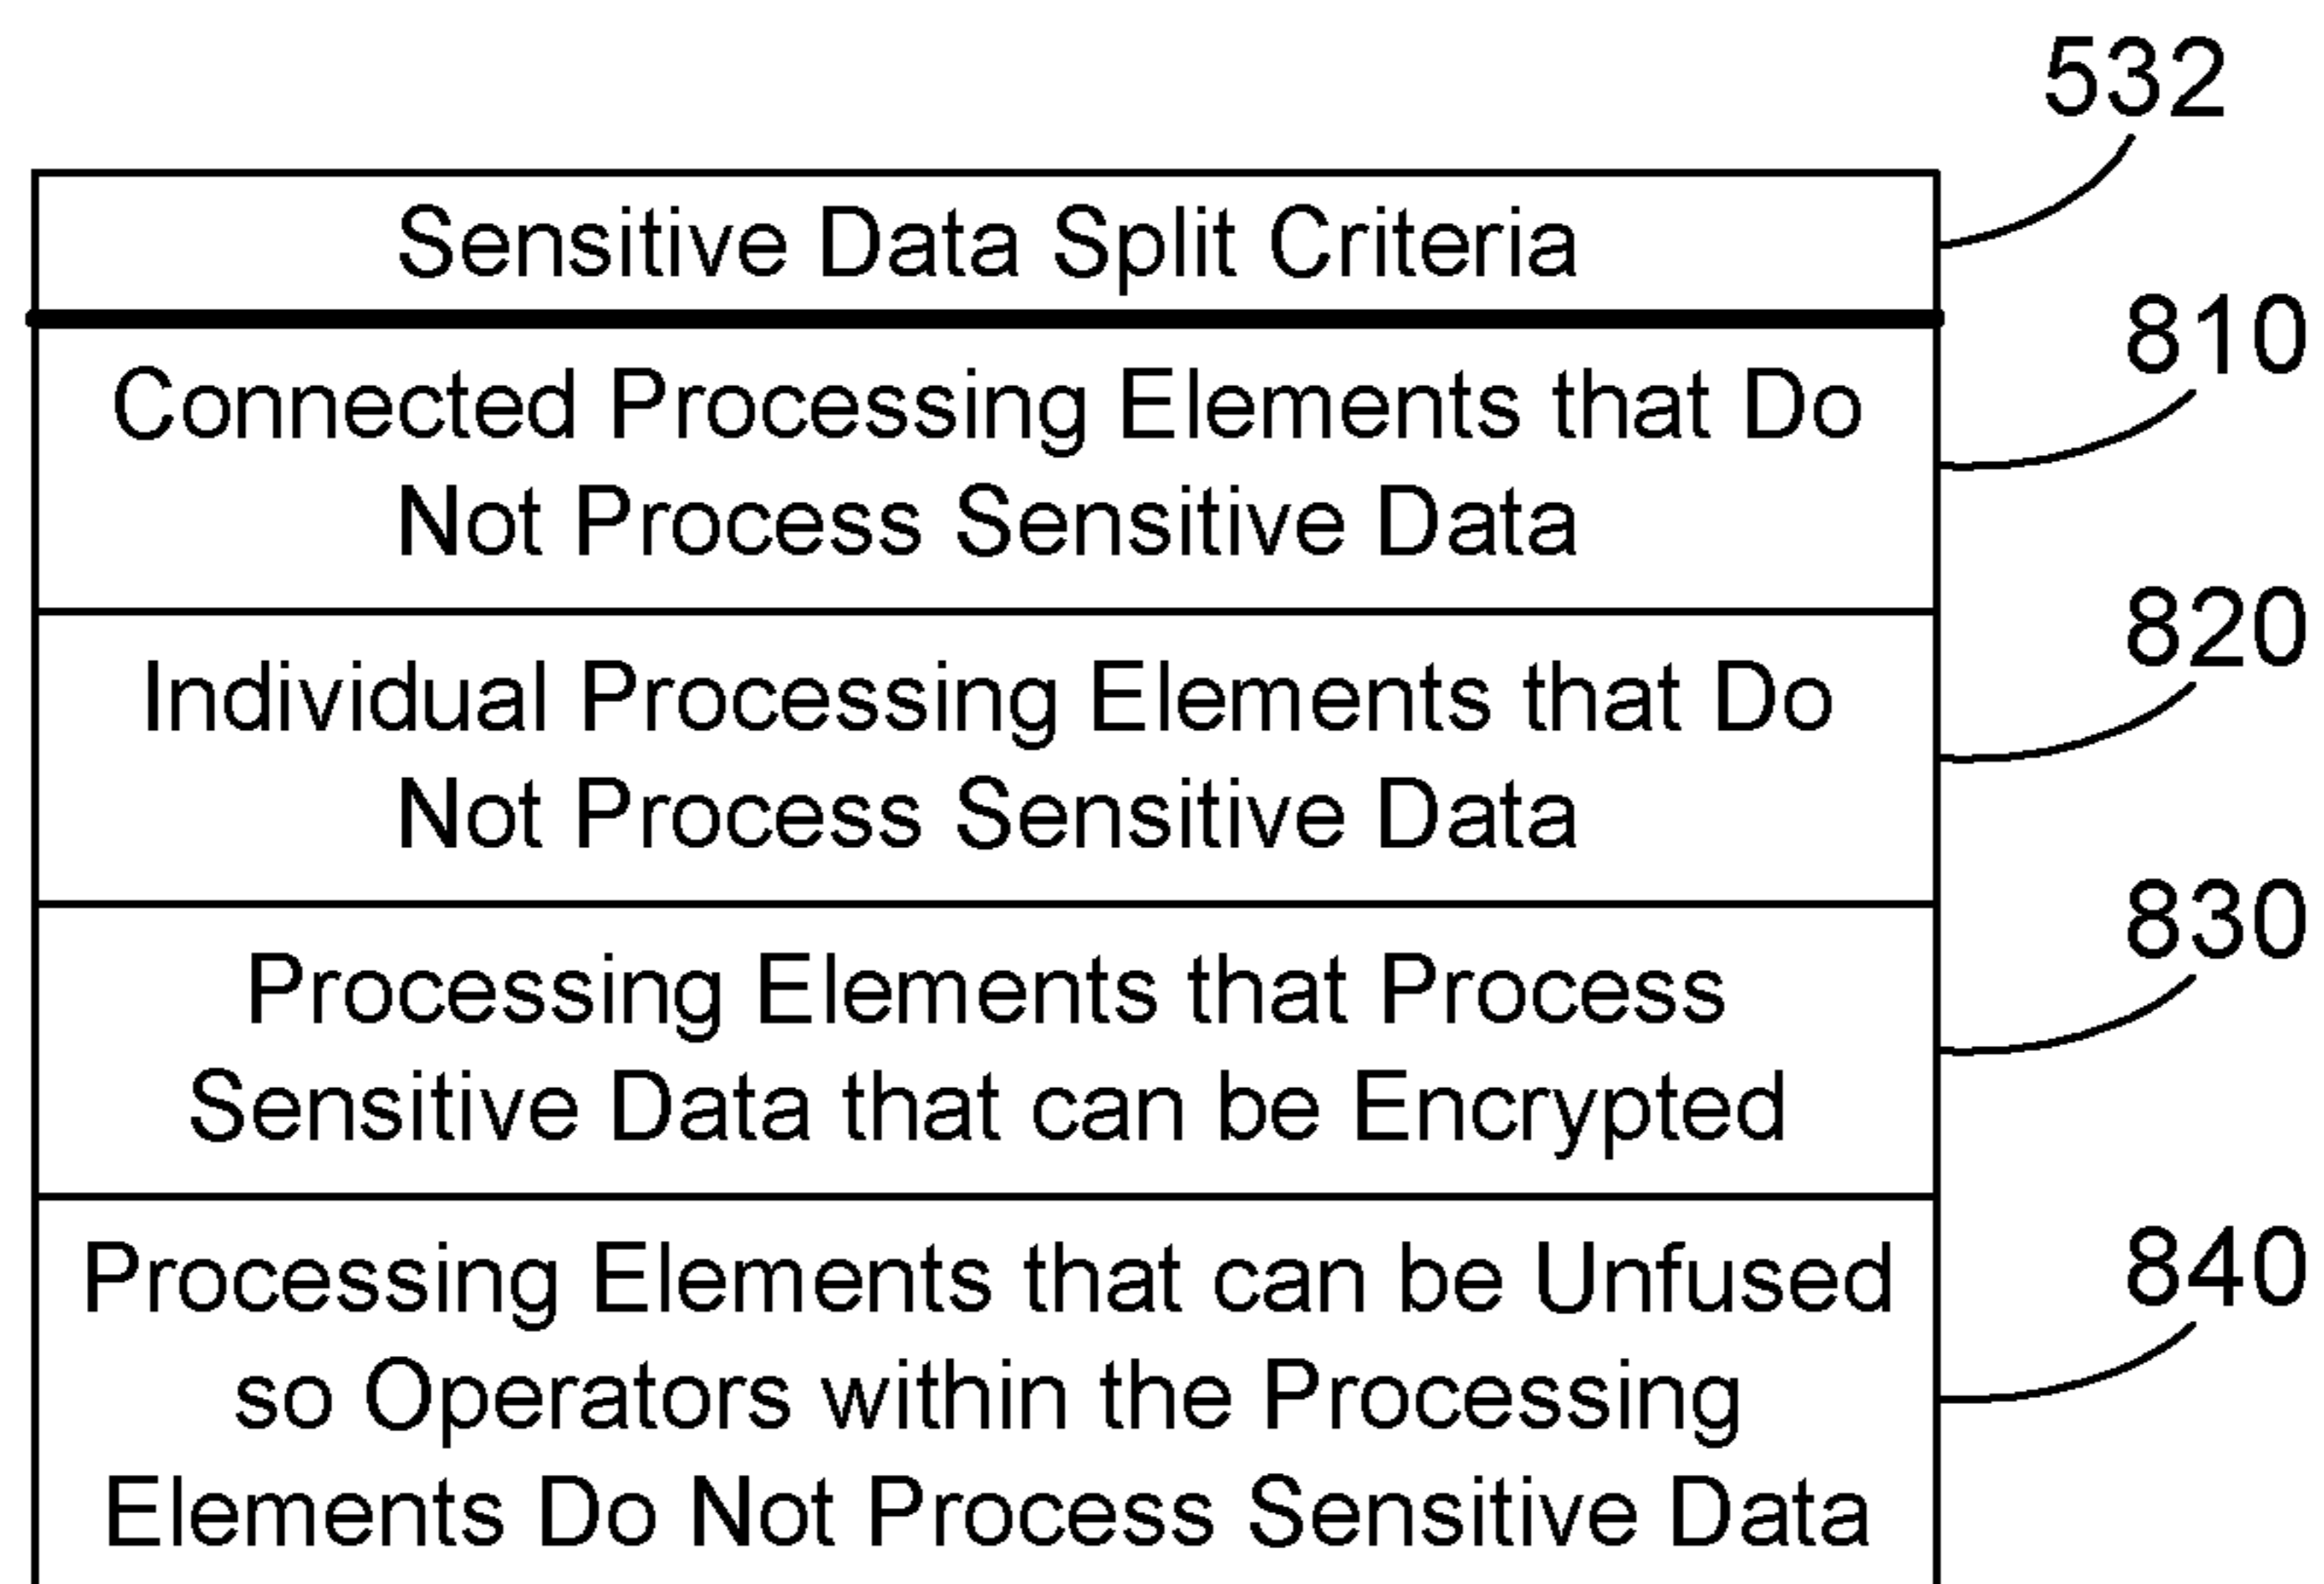 532
Sensitive Data Split Criteria
810
Connected Processing Elements that Do
Not Process Sensitive Data
820
Individual Processing Elements that Do
Not Process Sensitive Data
830
Processing Elements that Process
Sensitive Data that can be Encrypted
840
Processing Elements that can be Unfused
so Operators within the Processing
Elements Do Not Process Sensitive Data